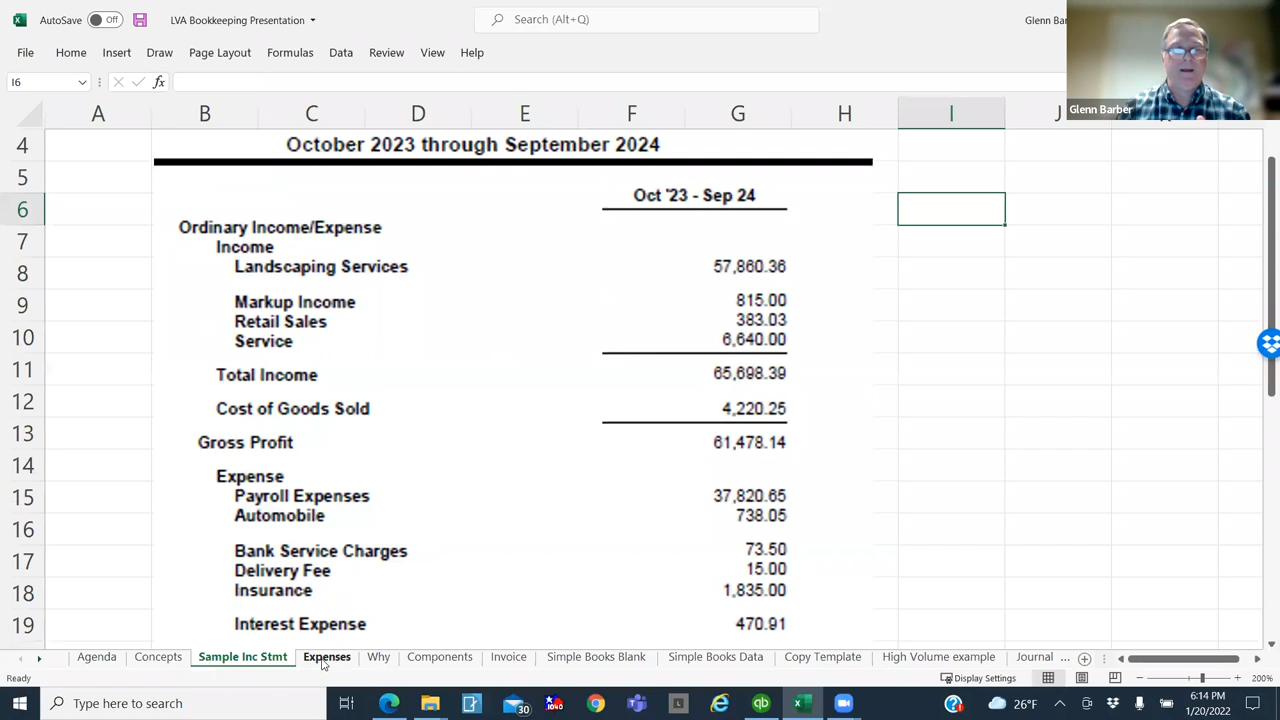 AutoSave Off LVA Bookkeeping Presentation Search (Alt+Q) Glenn Bar
File Home Insert Draw Page Layout Formulas Data Review View Help
I6 fx
Glenn Barber
A B C D E F G H I J
4 October 2023 through September 2024
5
Oct '23 - Sep 24
6
Ordinary Income/Expense
7 Income
8 Landscaping Services 57,860.36
9 Markup Income 815.00
Retail Sales 383.03
10 Service 6,640.00
11 Total Income 65,698.39
12 Cost of Goods Sold 4,220.25
13 Gross Profit 61,478.14
14 Expense
15 Payroll Expenses 37,820.65
16 Automobile 738.05
17 Bank Service Charges 73.50
Delivery Fee 15.00
18 Insurance 1,835.00
19 Interest Expense 470.91
Agenda Concepts Sample Inc Stmt Expenses Why Components Invoice Simple Books Blank Simple Books Data Copy Template High Volume example Journal ...
Ready Display Settings 200%
Type here to search 30 26°F 6:14 PM
1/20/2022